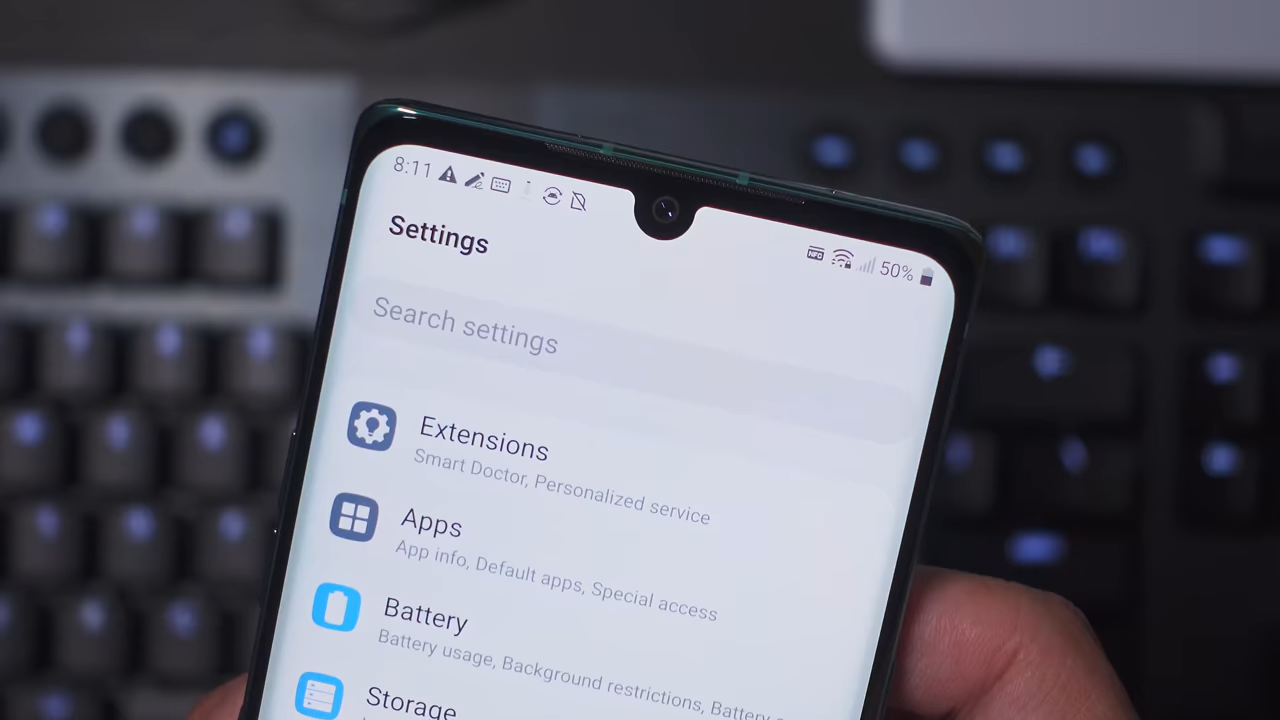 8:11
NFC 50%
Settings
Search settings
Extensions
Smart Doctor, Personalized service
Apps
App info, Default apps, Special access
Battery
Battery usage, Background restrictions, Battery
Storage